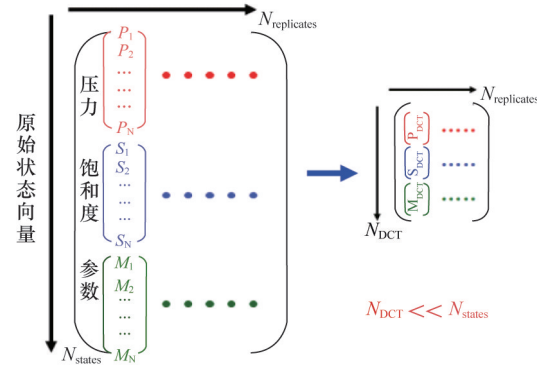 N_replicates
原始状态向量
压力
P_1
P_2
...
...
P_N
饱和度
S_1
S_2
...
...
S_N
参数
M_1
M_2
...
...
M_N
N_states
N_replicates
P_DCT
S_DCT
M_DCT
N_DCT
N_DCT << N_states